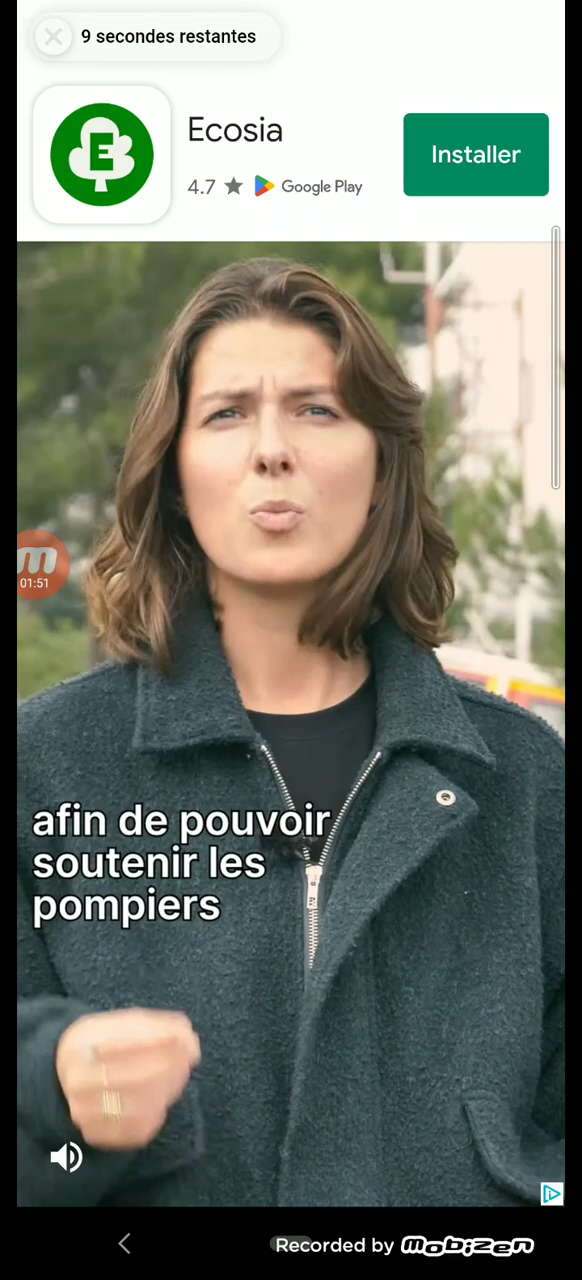 9 secondes restantes
E
Ecosia
4.7 ★ Google Play
Installer
m
01:51
afin de pouvoir
soutenir les
pompiers
Recorded by Mobizen